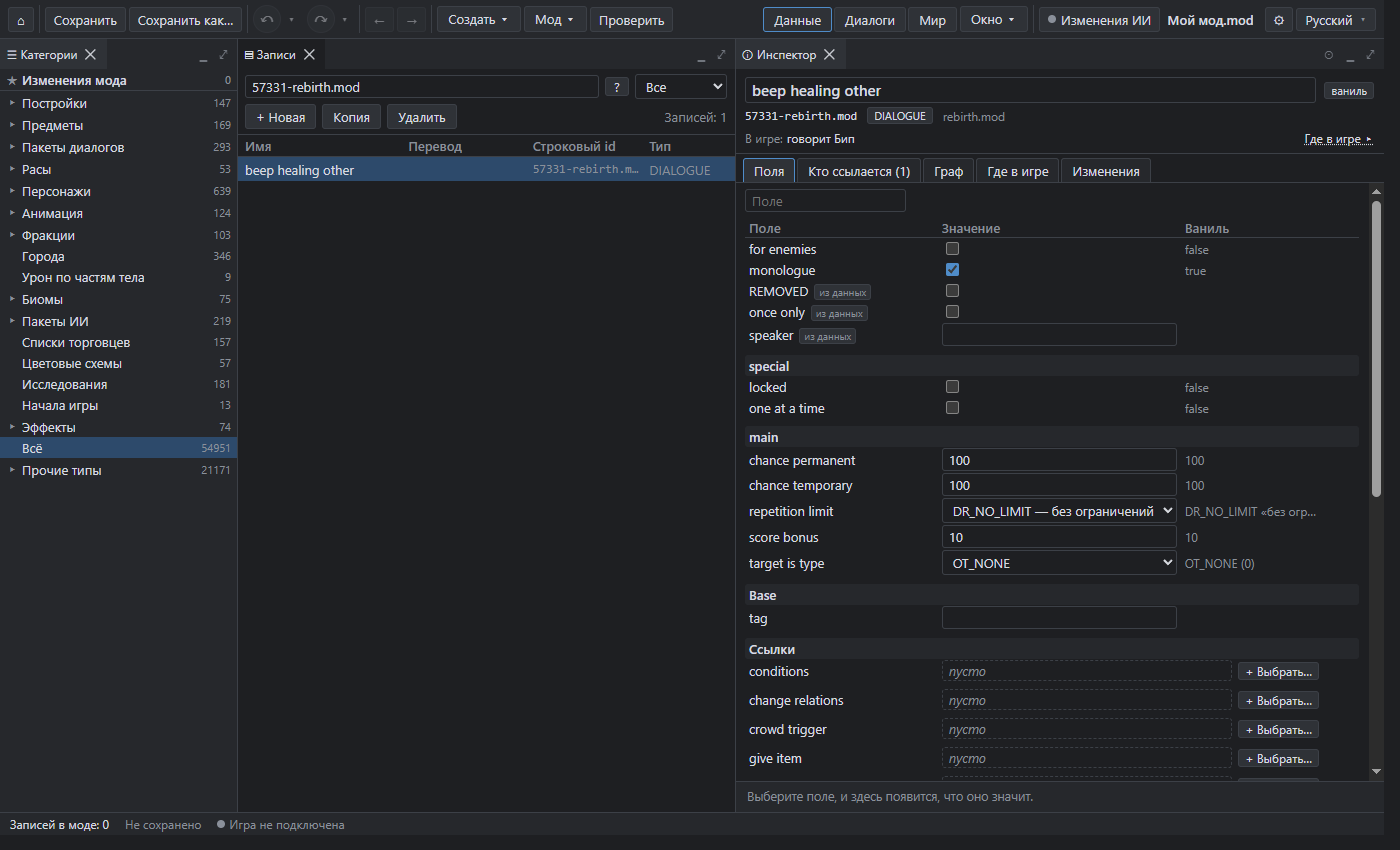 Сохранить Сохранить как... Создать Мод Проверить Данные Диалоги Мир Окно Изменения ИИ Мой мод.mod Русский
Категории
Изменения мода 0
Постройки 147
Предметы 169
Пакеты диалогов 293
Расы 53
Персонажи 639
Анимация 124
Фракции 103
Города 346
Урон по частям тела 9
Биомы 75
Пакеты ИИ 219
Списки торговцев 157
Цветовые схемы 57
Исследования 181
Начала игры 13
Эффекты 74
Всё 54951
Прочие типы 21171
Записи
57331-rebirth.mod ? Все
+ Новая Копия Удалить Записей: 1
Имя Перевод Строковый id Тип
beep healing other 57331-rebirth.m… DIALOGUE
Инспектор
beep healing other ваниль
57331-rebirth.mod DIALOGUE rebirth.mod
В игре: говорит Бип Где в игре
Поля Кто ссылается (1) Граф Где в игре Изменения
Поле
Поле Значение Ваниль
for enemies false
monologue true
REMOVED из данных
once only из данных
speaker из данных
special
locked false
one at a time false
main
chance permanent 100 100
chance temporary 100 100
repetition limit DR_NO_LIMIT — без ограничений DR_NO_LIMIT «без огр...
score bonus 10 10
target is type OT_NONE OT_NONE (0)
Base
tag
Ссылки
conditions пусто + Выбрать...
change relations пусто + Выбрать...
crowd trigger пусто + Выбрать...
give item пусто + Выбрать...
Выберите поле, и здесь появится, что оно значит.
Записей в моде: 0 Не сохранено Игра не подключена